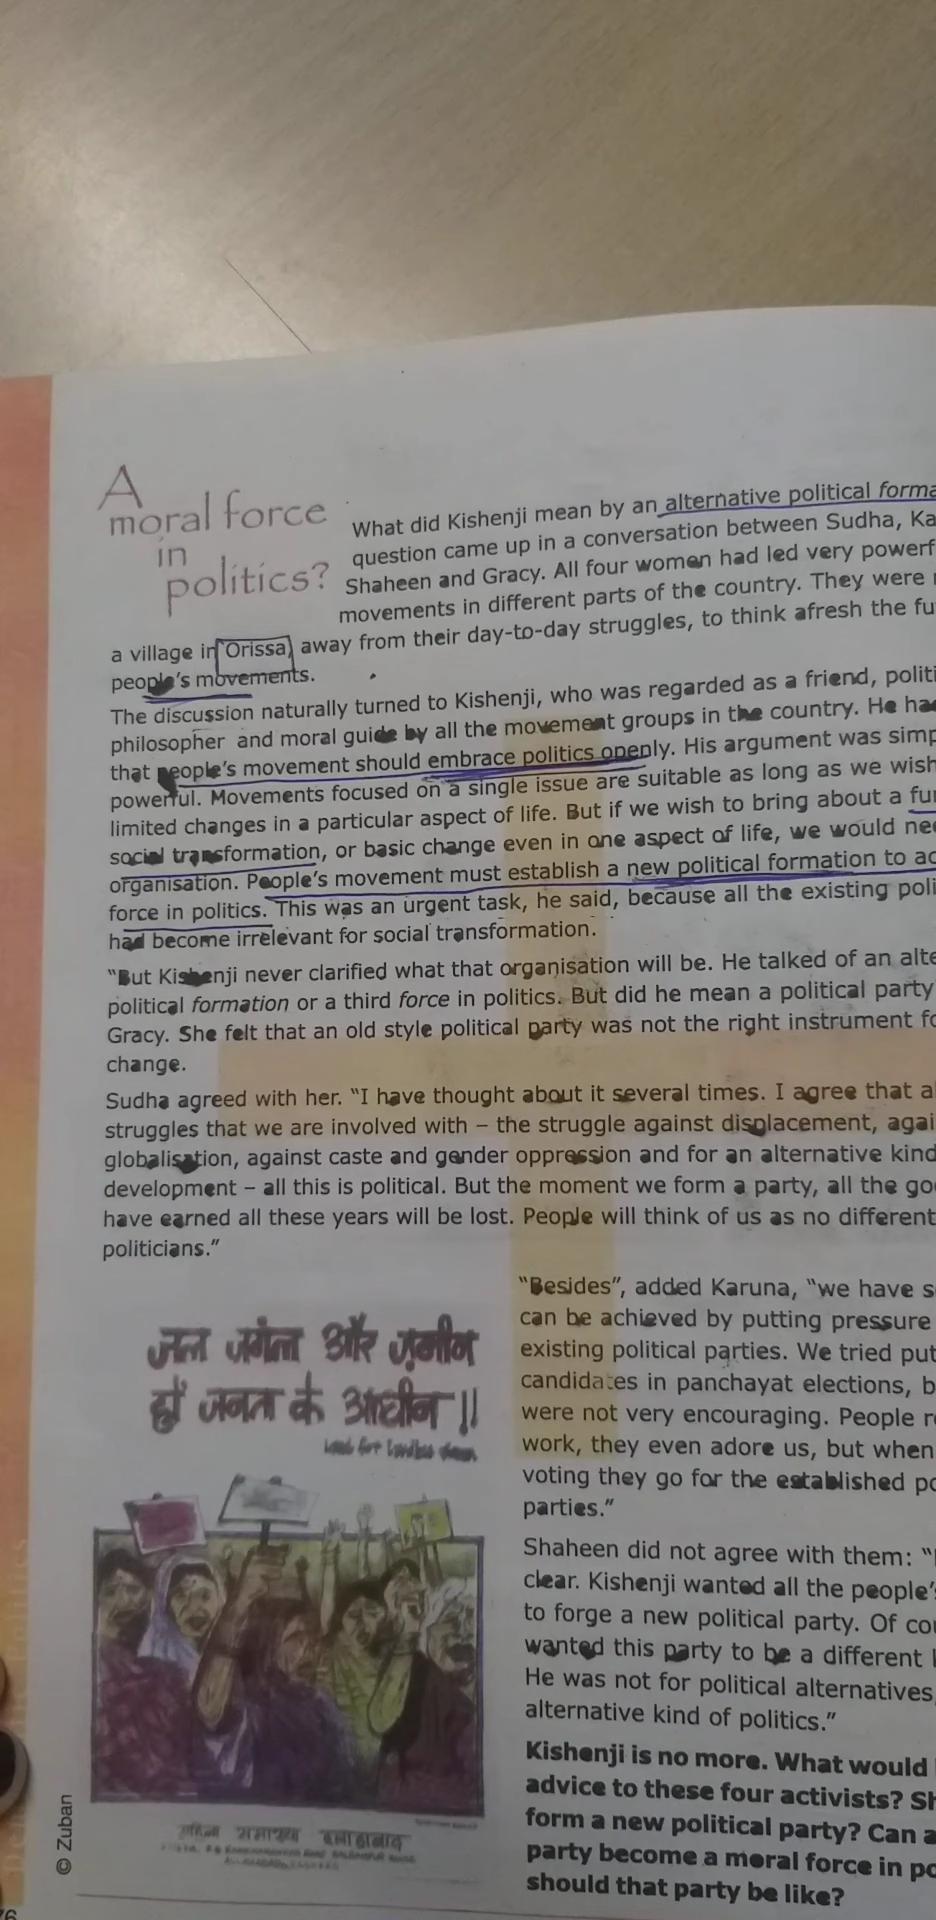 A
moral force
in
politics?
What did Kishenji mean by an alternative political forma
question came up in a conversation between Sudha, Ka
Shaheen and Gracy. All four women had led very powerf
movements in different parts of the country. They were
a village in Orissa, away from their day-to-day struggles, to think afresh the fu
people's movements.
The discussion naturally turned to Kishenji, who was regarded as a friend, politi
philosopher and moral guide by all the movement groups in the country. He had
that people's movement should embrace politics openly. His argument was simp
powerful. Movements focused on a single issue are suitable as long as we wish
limited changes in a particular aspect of life. But if we wish to bring about a fu
social transformation, or basic change even in one aspect of life, we would nee
organisation. People's movement must establish a new political formation to ac
force in politics. This was an urgent task, he said, because all the existing poli
had become irrelevant for social transformation.
“But Kishenji never clarified what that organisation will be. He talked of an alte
political formation or a third force in politics. But did he mean a political party
Gracy. She felt that an old style political party was not the right instrument fo
change.
Sudha agreed with her. “I have thought about it several times. I agree that a
struggles that we are involved with – the struggle against displacement, agai
globalisation, against caste and gender oppression and for an alternative kind
development – all this is political. But the moment we form a party, all the go
have earned all these years will be lost. People will think of us as no different
politicians.”
“Besides”, added Karuna, “we have s
can be achieved by putting pressure
existing political parties. We tried put
candidates in panchayat elections, b
were not very encouraging. People r
work, they even adore us, but when
voting they go for the established po
parties.”
Shaheen did not agree with them: “
clear. Kishenji wanted all the people's
to forge a new political party. Of cou
wanted this party to be a different
He was not for political alternatives,
alternative kind of politics.”
Kishenji is no more. What would
advice to these four activists? Sh
form a new political party? Can a
party become a moral force in po
should that party be like?
जल जंगल और ज़मीन
हों जनता के आधीन ||
© Zuban